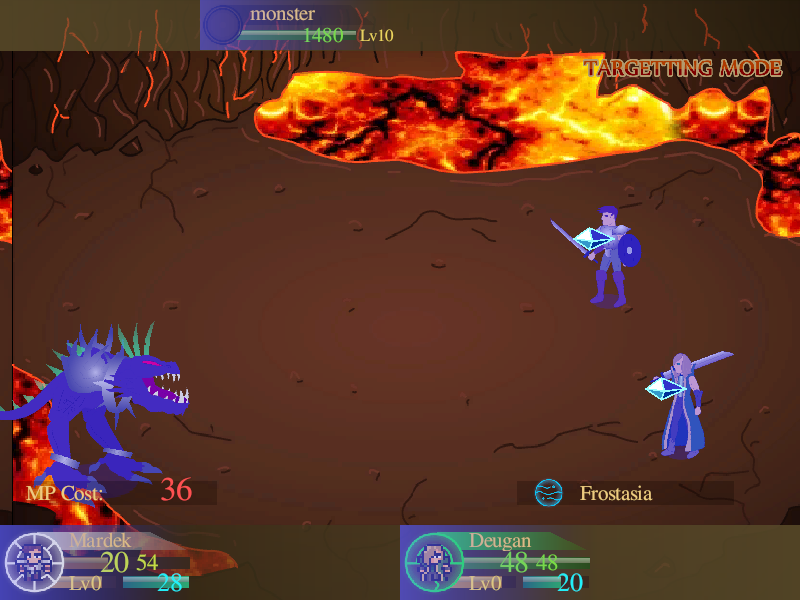 monster
1480 Lv10
TARGETTING MODE
MP Cost: 36
Frostasia
Mardek
20 54
Lv0 28
Deugan
48 48
Lv0 20